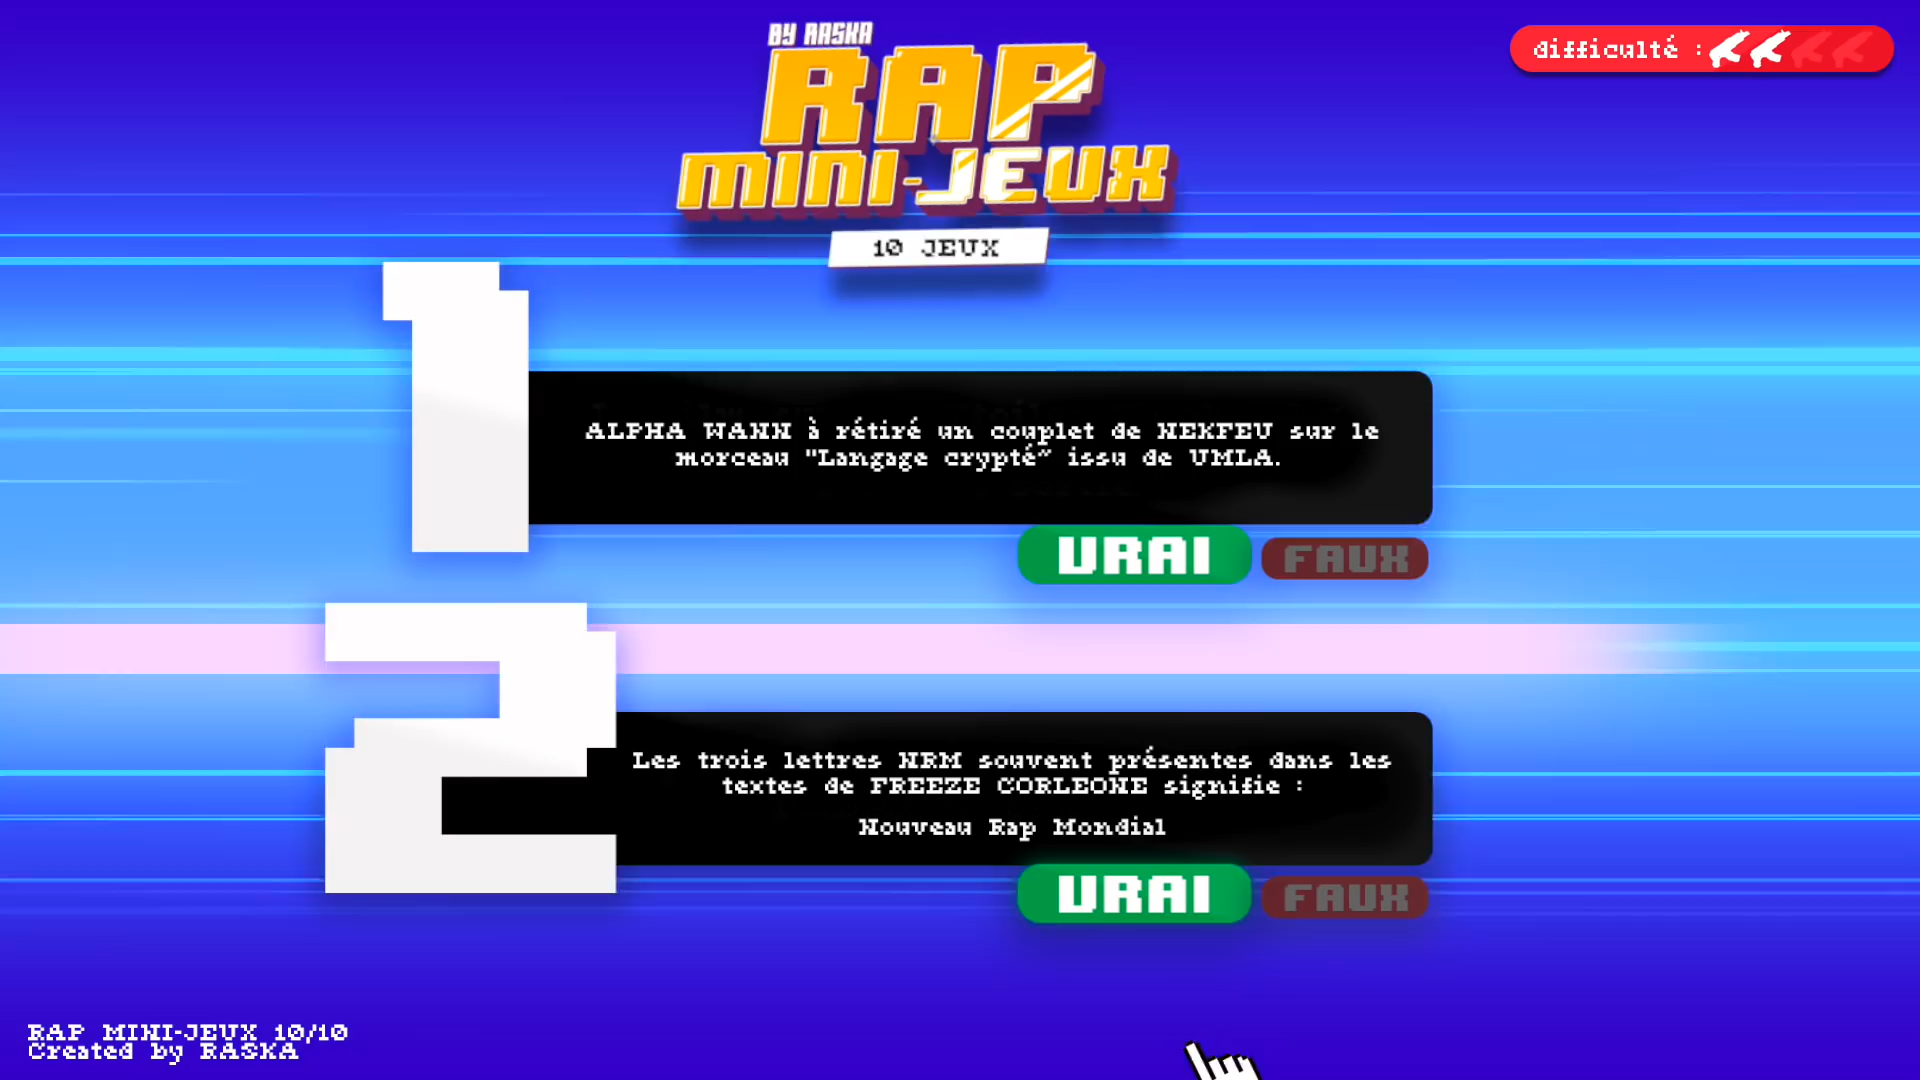 BY RASKA
RAP
MINI-JEUX
10 JEUX
difficulté :
1
ALPHA WANN à rétiré un couplet de NEKFEU sur le
morceau "Langage crypté" issu de UMLA.
VRAI FAUX
2
Les trois lettres NRM souvent présentes dans les
textes de FREEZE CORLEONE signifie :
Nouveau Rap Mondial
VRAI FAUX
RAP MINI-JEUX 10/10
Created by RASKA